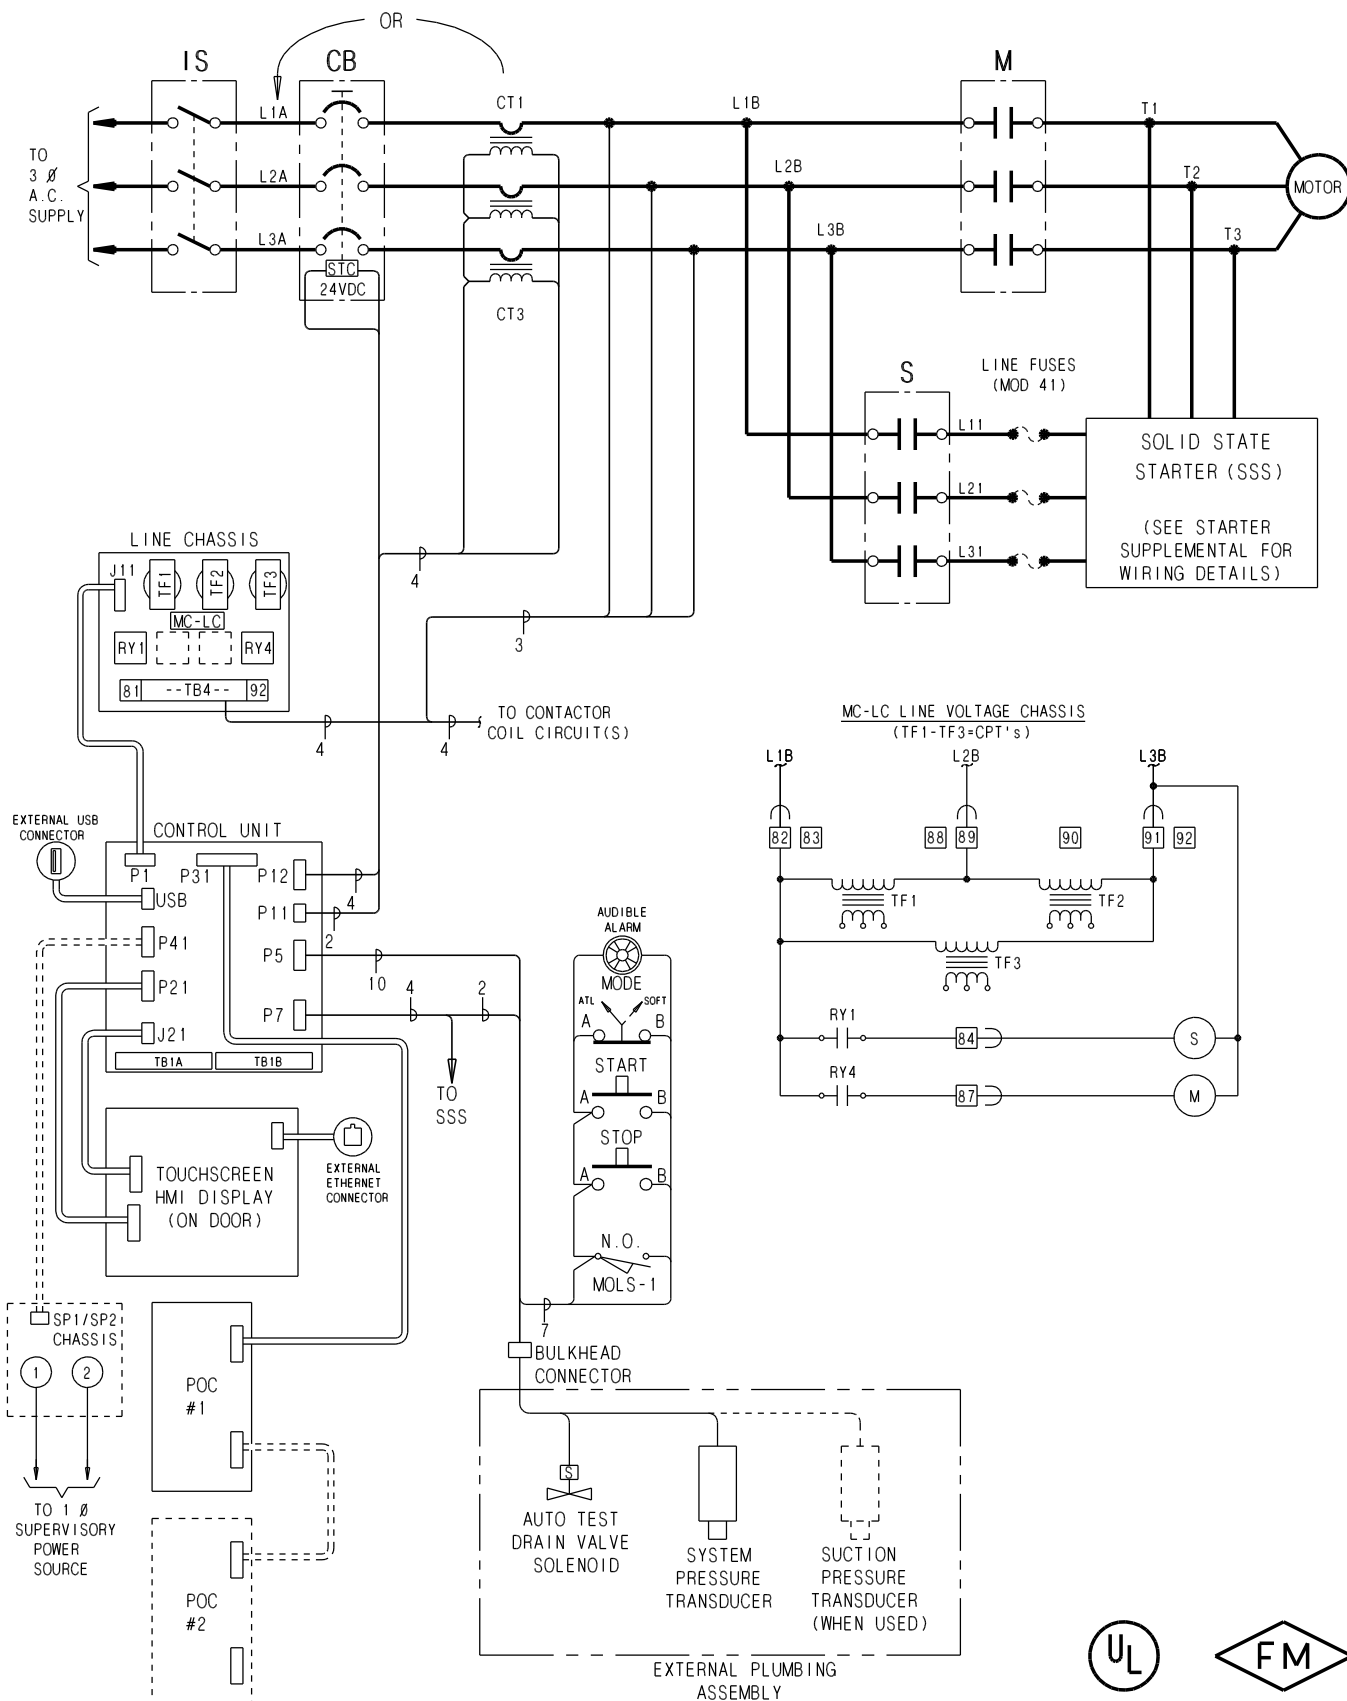 OR
IS
CB
M
L1A
CT1
L1B
T1
TO
3 Ø
A.C.
SUPPLY
L2A
L2B
T2
MOTOR
L3A
L3B
T3
STC
24VDC
CT3
S
LINE FUSES
(MOD 41)
L11
L21
L31
SOLID STATE
STARTER (SSS)
(SEE STARTER
SUPPLEMENTAL FOR
WIRING DETAILS)
LINE CHASSIS
J11
TF1
TF2
TF3
MC-LC
RY1
RY4
81
--TB4--
92
4
3
4
4
TO CONTACTOR
COIL CIRCUIT(S)
MC-LC LINE VOLTAGE CHASSIS
(TF1-TF3=CPT's)
L1B
L2B
L3B
82
83
88
89
90
91
92
TF1
TF2
TF3
RY1
84
S
RY4
87
M
EXTERNAL USB
CONNECTOR
CONTROL UNIT
P1
P31
P12
USB
P11
P41
P5
P21
P7
J21
TB1A
TB1B
4
2
10
4
2
TO
SSS
AUDIBLE
ALARM
MODE
ATL
SOFT
A
B
START
A
B
STOP
A
B
N.O.
MOLS-1
7
TOUCHSCREEN
HMI DISPLAY
(ON DOOR)
EXTERNAL
ETHERNET
CONNECTOR
SP1/SP2
CHASSIS
1
2
TO 1 Ø
SUPERVISORY
POWER
SOURCE
POC
#1
POC
#2
BULKHEAD
CONNECTOR
S
AUTO TEST
DRAIN VALVE
SOLENOID
SYSTEM
PRESSURE
TRANSDUCER
SUCTION
PRESSURE
TRANSDUCER
(WHEN USED)
EXTERNAL PLUMBING
ASSEMBLY
UL
FM